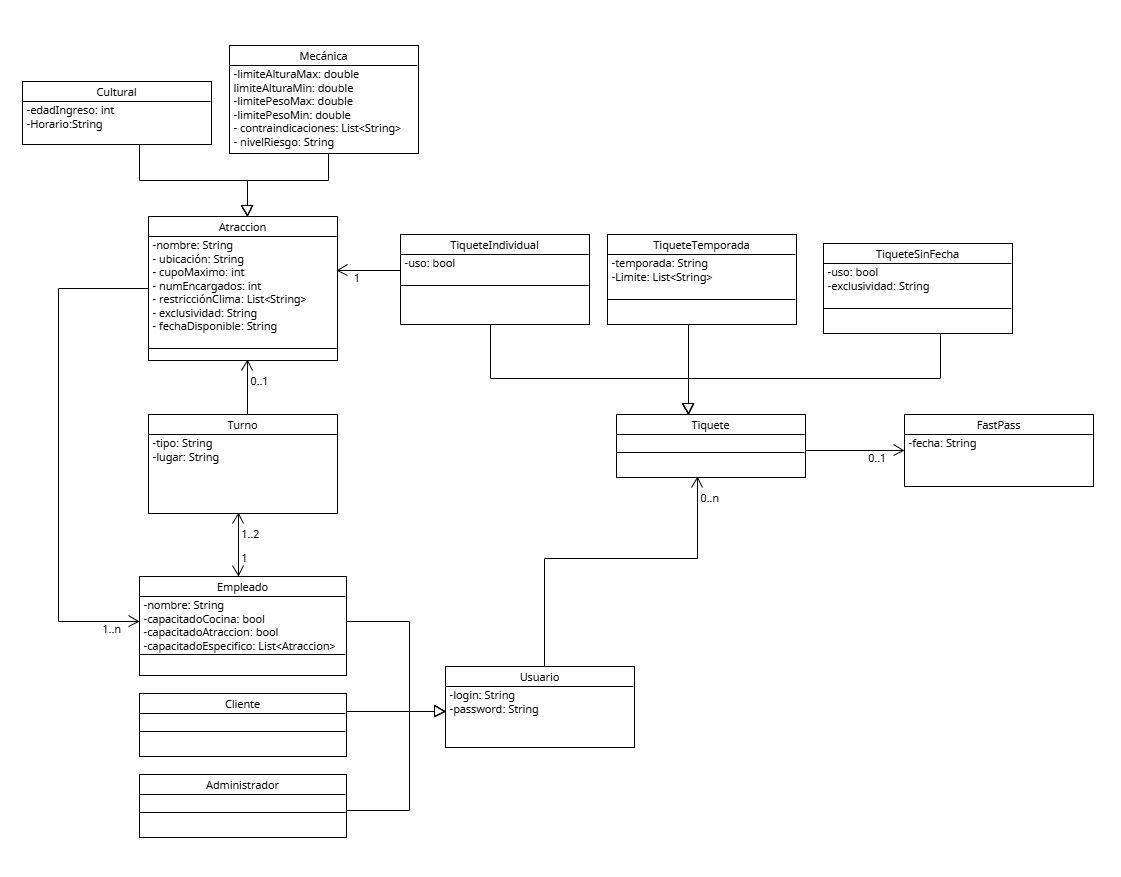 Mecánica
-limiteAlturaMax: double
limiteAlturaMin: double
-limitePesoMax: double
-limitePesoMin: double
- contraindicaciones: List<String>
- nivelRiesgo: String
Cultural
-edadIngreso: int
-Horario:String
Atraccion
-nombre: String
- ubicación: String
- cupoMaximo: int
- numEncargados: int
- restricciónClima: List<String>
- exclusividad: String
- fechaDisponible: String
TiqueteIndividual
-uso: bool
1
TiqueteTemporada
-temporada: String
-Limite: List<String>
TiqueteSinFecha
-uso: bool
-exclusividad: String
0..1
Turno
-tipo: String
-lugar: String
Tiquete
0..1
FastPass
-fecha: String
0..n
1..2
1
Empleado
-nombre: String
-capacitadoCocina: bool
-capacitadoAtraccion: bool
-capacitadoEspecifico: List<Atraccion>
1..n
Usuario
-login: String
-password: String
Cliente
Administrador